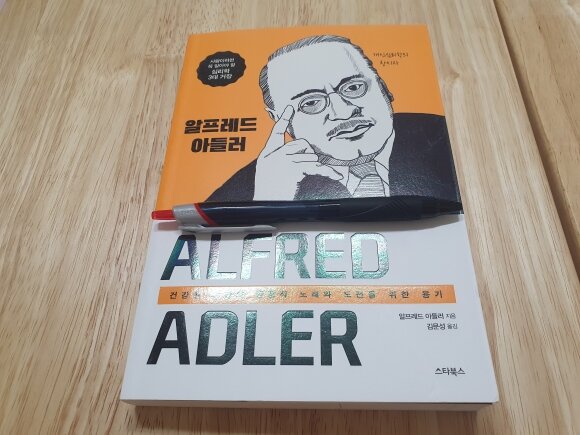 사람이라면
꼭 알아야 할
심리학
3대 거장
개인심리학의
창시자
알프레드
아들러
ALFRED
노력과 도전을 위한 용기
ADLER
알프레드 아들러 지음
김문성 옮김
스타북스